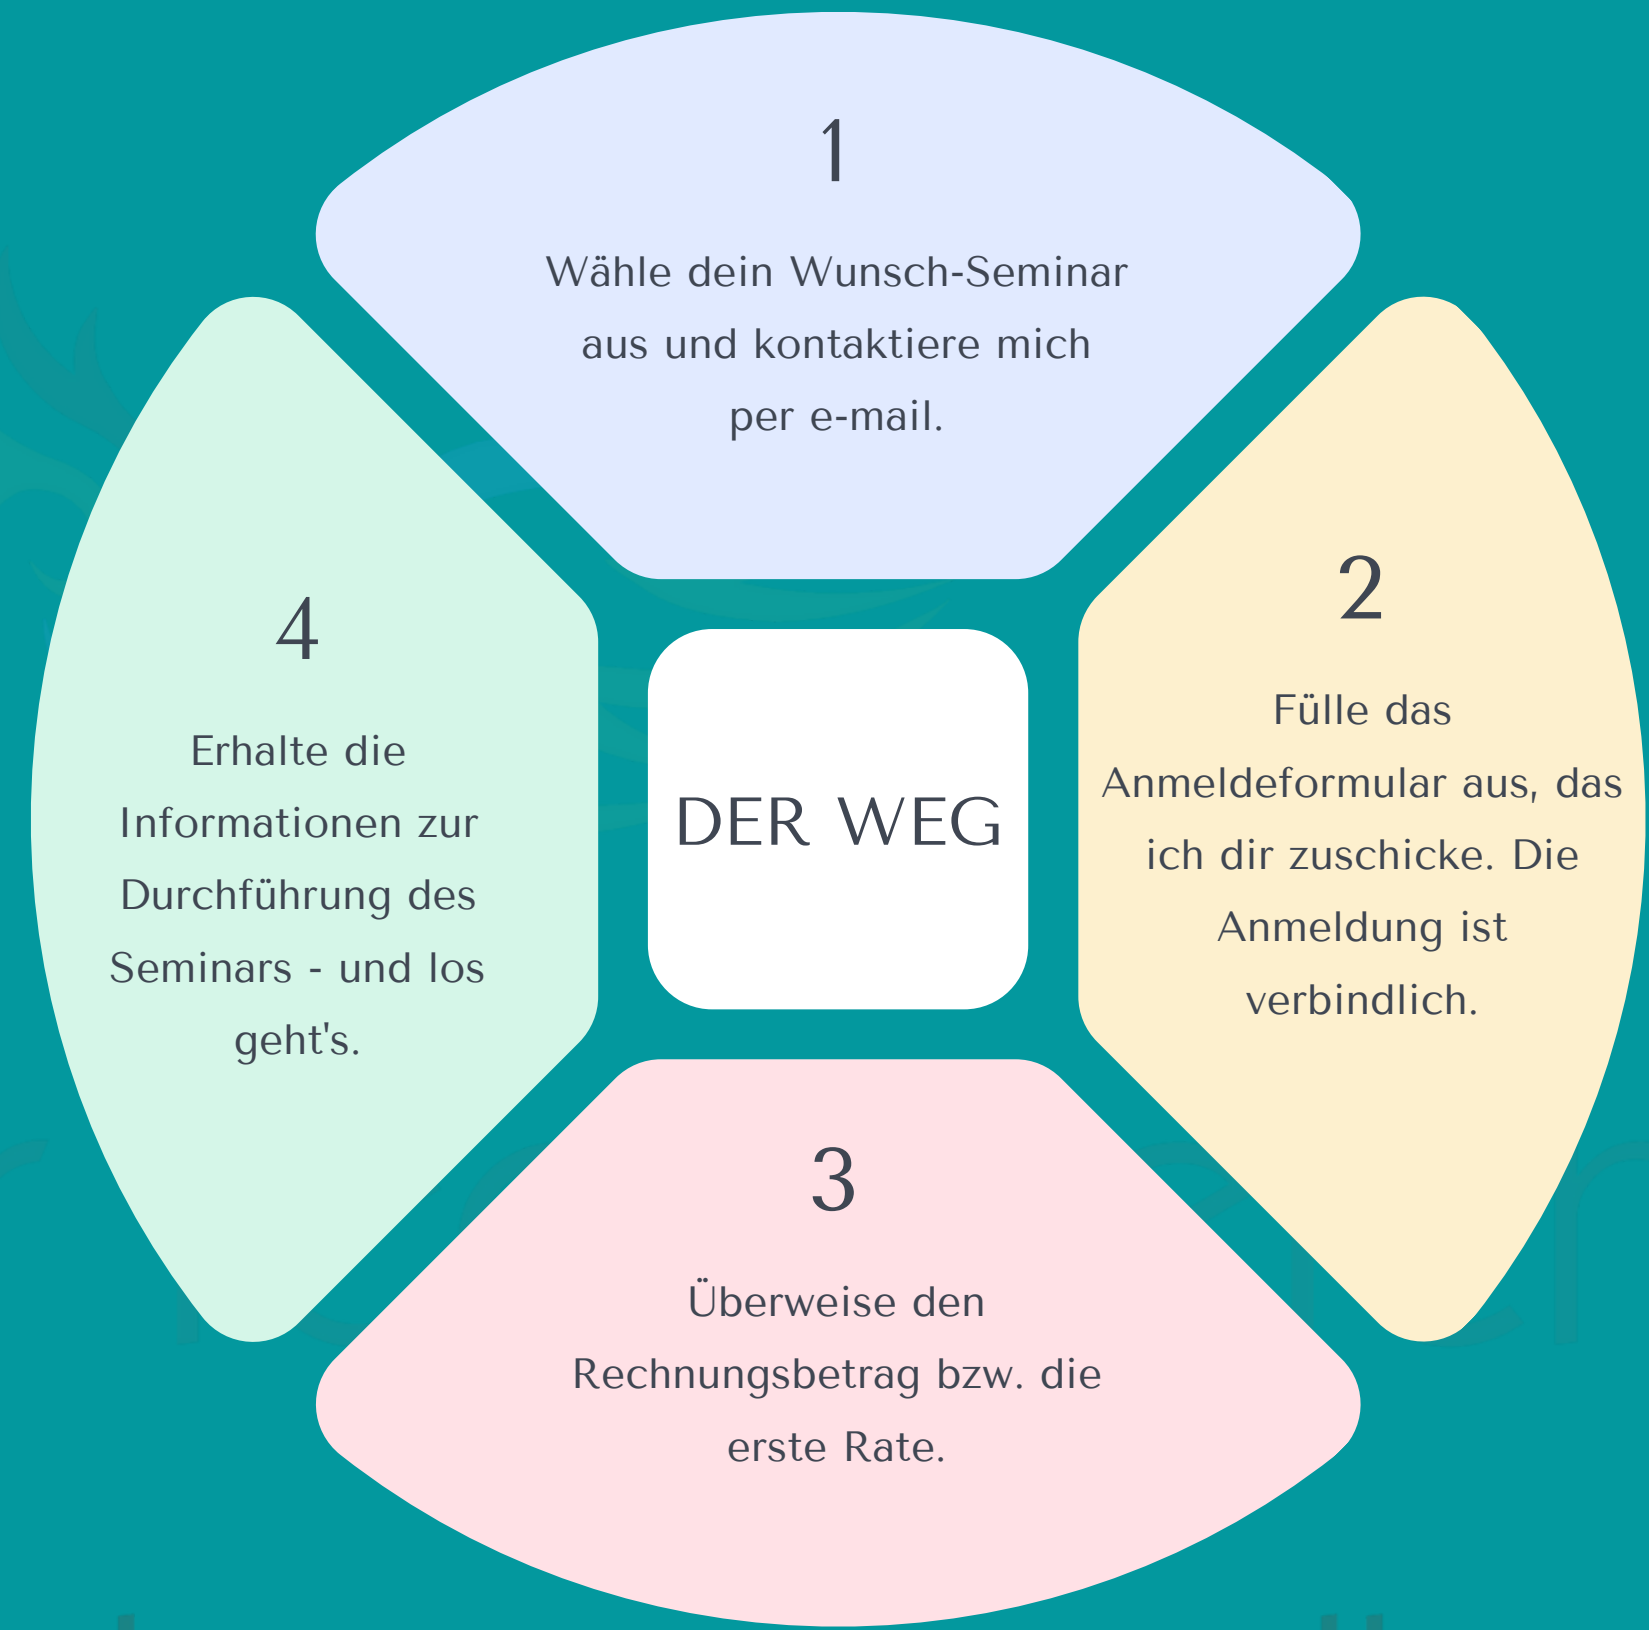 1
Wähle dein Wunsch-Seminar
aus und kontaktiere mich
per e-mail.
2
Fülle das
Anmeldeformular aus, das
ich dir zuschicke. Die
Anmeldung ist
verbindlich.
3
Überweise den
Rechnungsbetrag bzw. die
erste Rate.
4
Erhalte die
Informationen zur
Durchführung des
Seminars - und los
geht's.
DER WEG